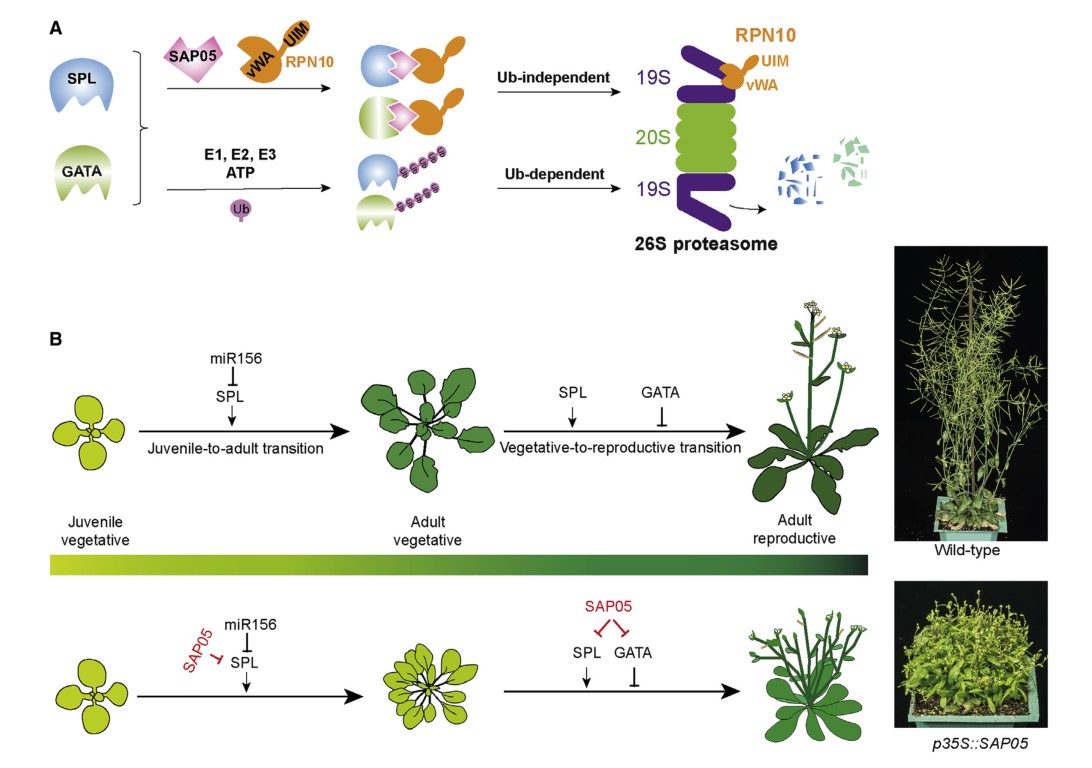 A
SPL
GATA
SAP05
vWA
UIM
RPN10
E1, E2, E3
ATP
Ub
Ub-independent
Ub-dependent
RPN10
UIM
vWA
19S
20S
19S
26S proteasome
B
miR156
SPL
Juvenile-to-adult transition
SPL
GATA
Vegetative-to-reproductive transition
Juvenile
vegetative
Adult
vegetative
Adult
reproductive
Wild-type
SAP05
miR156
SPL
SAP05
SPL
GATA
p35S::SAP05